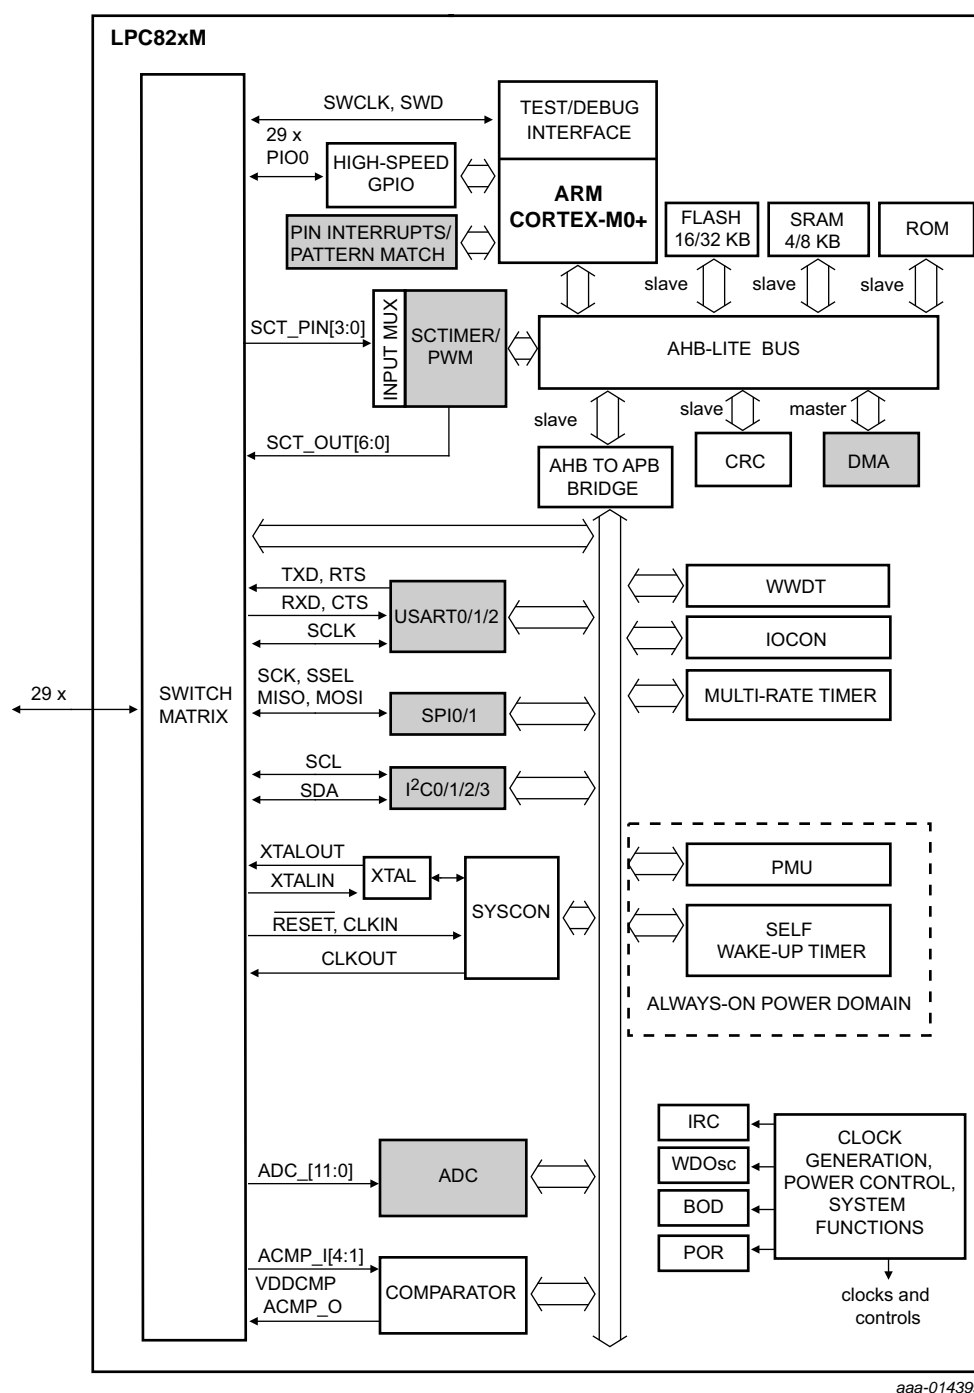 LPC82xM
SWCLK, SWD
TEST/DEBUG
INTERFACE
29 x
PIO0
HIGH-SPEED
GPIO
ARM
CORTEX-M0+
PIN INTERRUPTS/
PATTERN MATCH
FLASH
16/32 KB
SRAM
4/8 KB
ROM
slave
slave
slave
SCT_PIN[3:0]
INPUT MUX
SCTIMER/
PWM
AHB-LITE BUS
slave
slave
master
SCT_OUT[6:0]
AHB TO APB
BRIDGE
CRC
DMA
TXD, RTS
RXD, CTS
SCLK
USART0/1/2
WWDT
IOCON
MULTI-RATE TIMER
29 x
SWITCH
MATRIX
SCK, SSEL
MISO, MOSI
SPI0/1
SCL
SDA
I2C0/1/2/3
XTALOUT
XTALIN
XTAL
SYSCON
RESET, CLKIN
CLKOUT
PMU
SELF
WAKE-UP TIMER
ALWAYS-ON POWER DOMAIN
ADC_[11:0]
ADC
IRC
WDOsc
BOD
POR
CLOCK
GENERATION,
POWER CONTROL,
SYSTEM
FUNCTIONS
ACMP_I[4:1]
VDDCMP
ACMP_O
COMPARATOR
clocks and
controls
aaa-01439